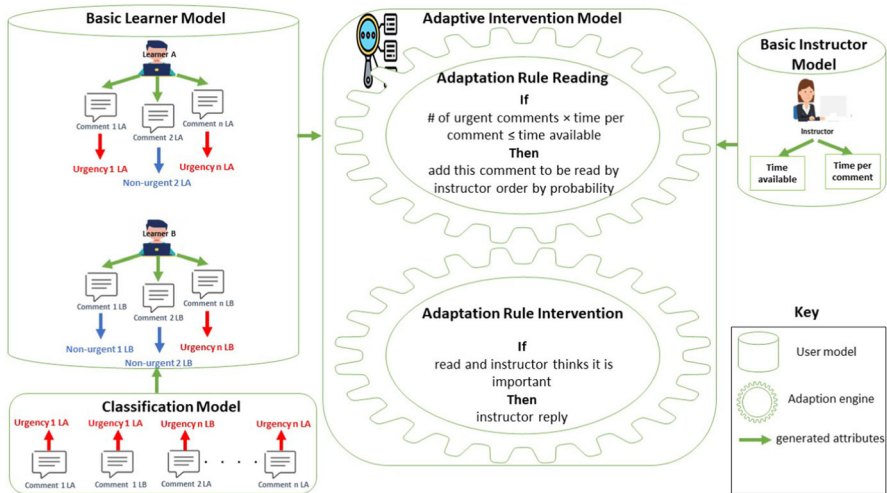 Basic Learner Model
Learner A
Comment 1 LA
Comment 2 LA
Comment n LA
Urgency 1 LA
Non-urgent 2 LA
Urgency n LA
Learner B
Comment 1 LB
Comment 2 LB
Comment n LB
Non-urgent 1 LB
Non-urgent 2 LB
Urgency n LB
Classification Model
Urgency 1 LA
Urgency 1 LA
Urgency n LB
Urgency n LA
. . . .
Comment 1 LA
Comment 1 LB
Comment 2 LA
Comment n LA
Adaptive Intervention Model
Adaptation Rule Reading
If
# of urgent comments × time per
comment ≤ time available
Then
add this comment to be read by
instructor order by probability
Adaptation Rule Intervention
If
read and instructor thinks it is
important
Then
instructor reply
Basic Instructor
Model
Instructor
Time
available
Time per
comment
Key
User model
Adaption engine
generated attributes